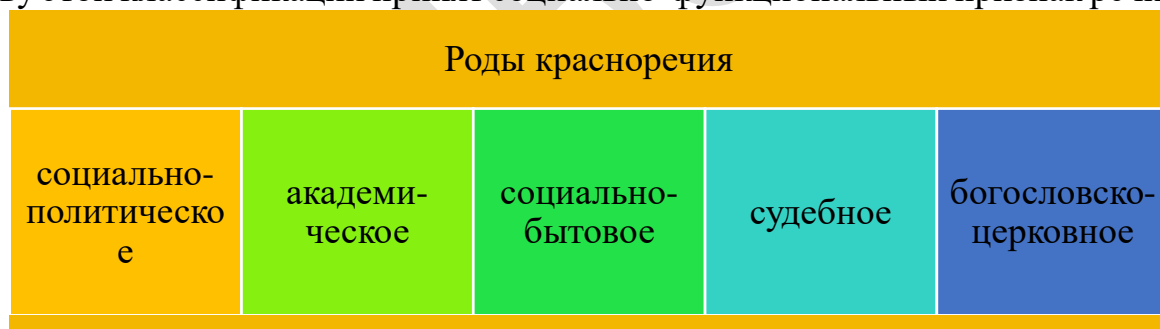 Роды красноречия
социально-
политическо
е
академи-
ческое
социально-
бытовое
судебное
богословско-
церковное